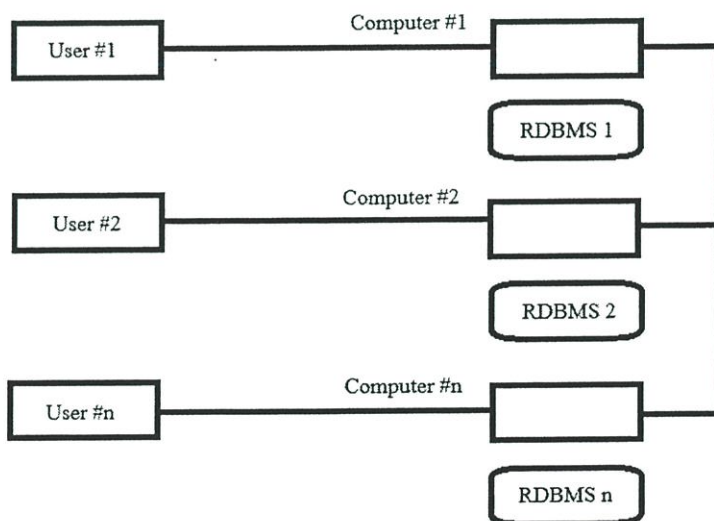 Computer #1
User #1
RDBMS 1
Computer #2
User #2
RDBMS 2
Computer #n
User #n
RDBMS n